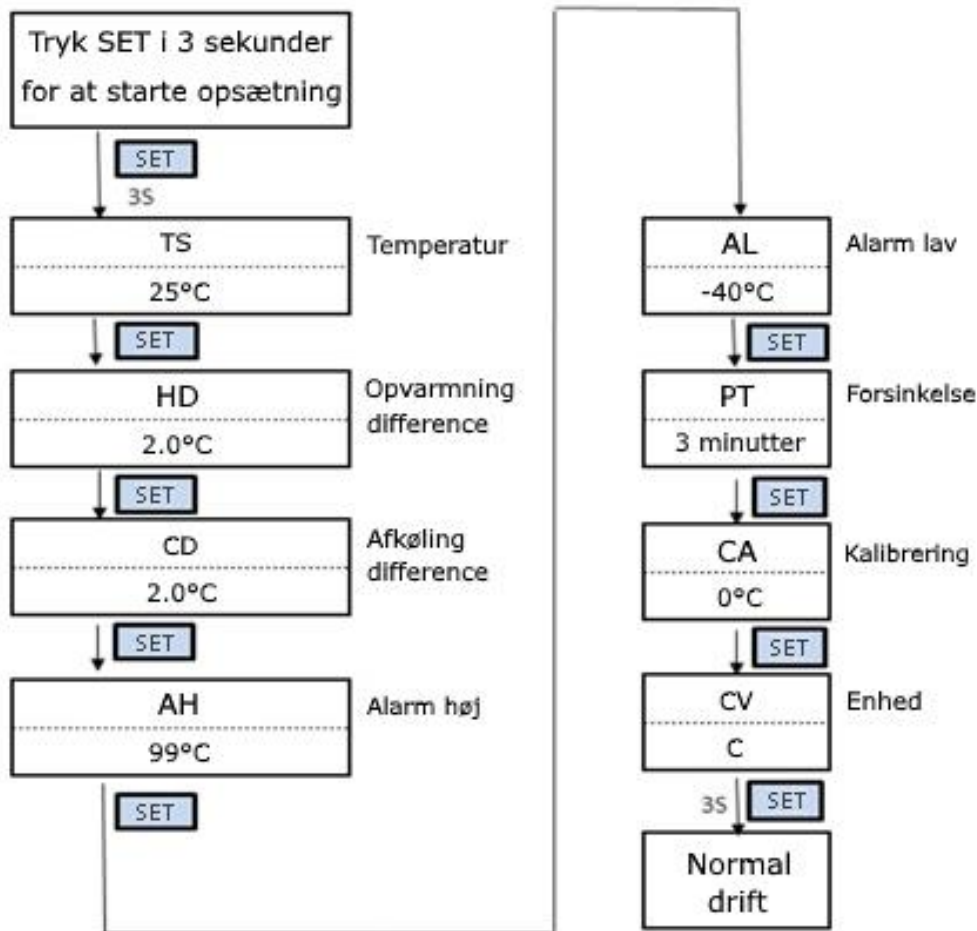 Tryk SET i 3 sekunder
for at starte opsætning
SET
3S
TS
Temperatur
25°C
SET
HD
Opvarmning
difference
2.0°C
SET
CD
Afkøling
difference
2.0°C
SET
AH
Alarm høj
99°C
SET
AL
Alarm lav
-40°C
SET
PT
Forsinkelse
3 minutter
SET
CA
Kalibrering
0°C
SET
CV
Enhed
C
3S
SET
Normal
drift